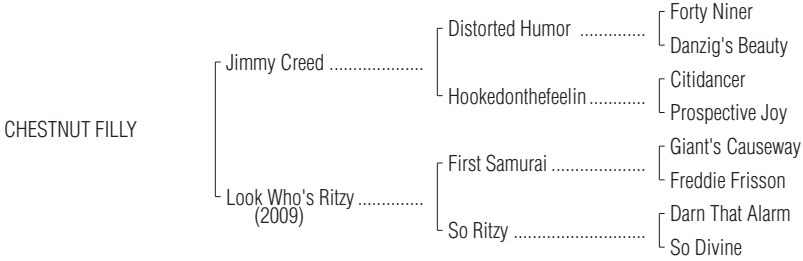 Forty Niner
Distorted Humor ..............
Danzig's Beauty
Jimmy Creed ....................
Citidancer
Hookedonthefeelin............
Prospective Joy
CHESTNUT FILLY
Giant's Causeway
First Samurai ....................
Freddie Frisson
Look Who's Ritzy ..............
(2009)
Darn That Alarm
So Ritzy ............................
So Divine